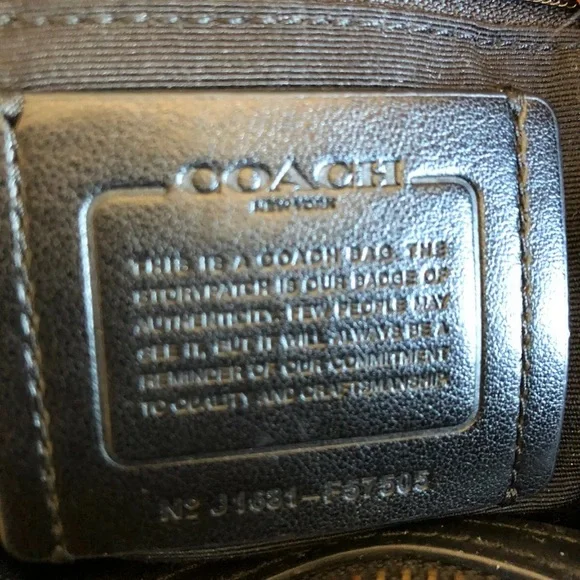 COACH
NEW YORK
THIS IS A COACH BAG. THE
STORYPATCH IS OUR BADGE OF
AUTHENTICITY. FEW PEOPLE MAY
SEE IT, BUT IT WILL ALWAYS BE A
REMINDER OF OUR COMMITMENT
TO QUALITY AND CRAFTSMANSHIP.
Nº J1681-F57505